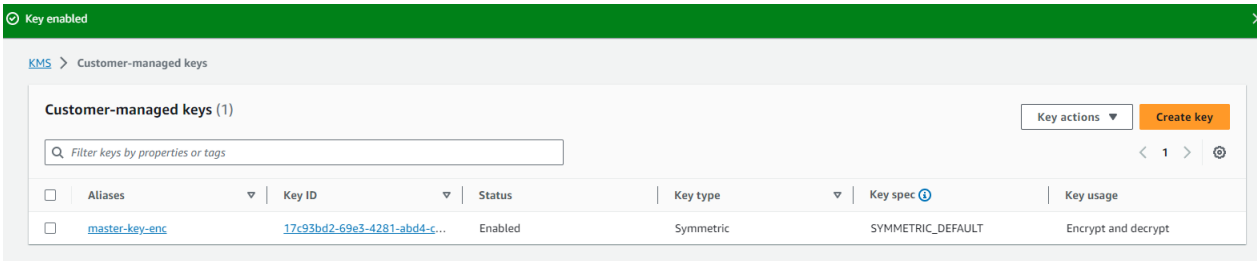 Key enabled
KMS > Customer-managed keys
Customer-managed keys (1)
Key actions ▼ Create key
Filter keys by properties or tags
< 1 >
Aliases Key ID Status Key type Key spec Key usage
master-key-enc 17c93bd2-69e3-4281-abd4-c... Enabled Symmetric SYMMETRIC_DEFAULT Encrypt and decrypt